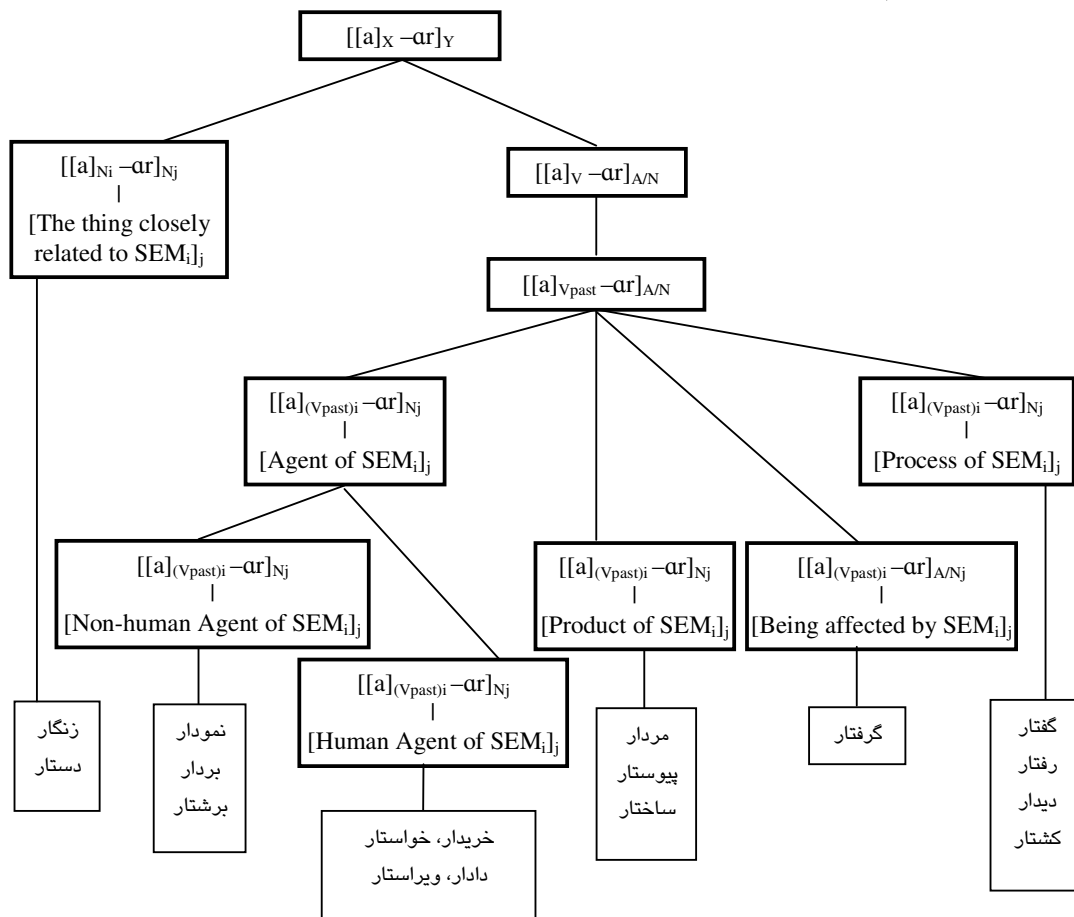 [[a]X –ɑr]Y
[[a]Ni –ɑr]Nj
|
[The thing closely
related to SEMi]j
[[a]V –ɑr]A/N
[[a]Vpast –ɑr]A/N
[[a](Vpast)i –ɑr]Nj
|
[Agent of SEMi]j
[[a](Vpast)i –ɑr]Nj
|
[Process of SEMi]j
[[a](Vpast)i –ɑr]Nj
|
[Non-human Agent of SEMi]j
[[a](Vpast)i –ɑr]Nj
|
[Human Agent of SEMi]j
[[a](Vpast)i –ɑr]Nj
|
[Product of SEMi]j
[[a](Vpast)i –ɑr]A/Nj
|
[Being affected by SEMi]j
زنگار
دستار
نمودار
بردار
برشتار
خریدار، خواستار
دادار، ویراستار
مردار
پیوستار
ساختار
گرفتار
گفتار
رفتار
دیدار
کشتار